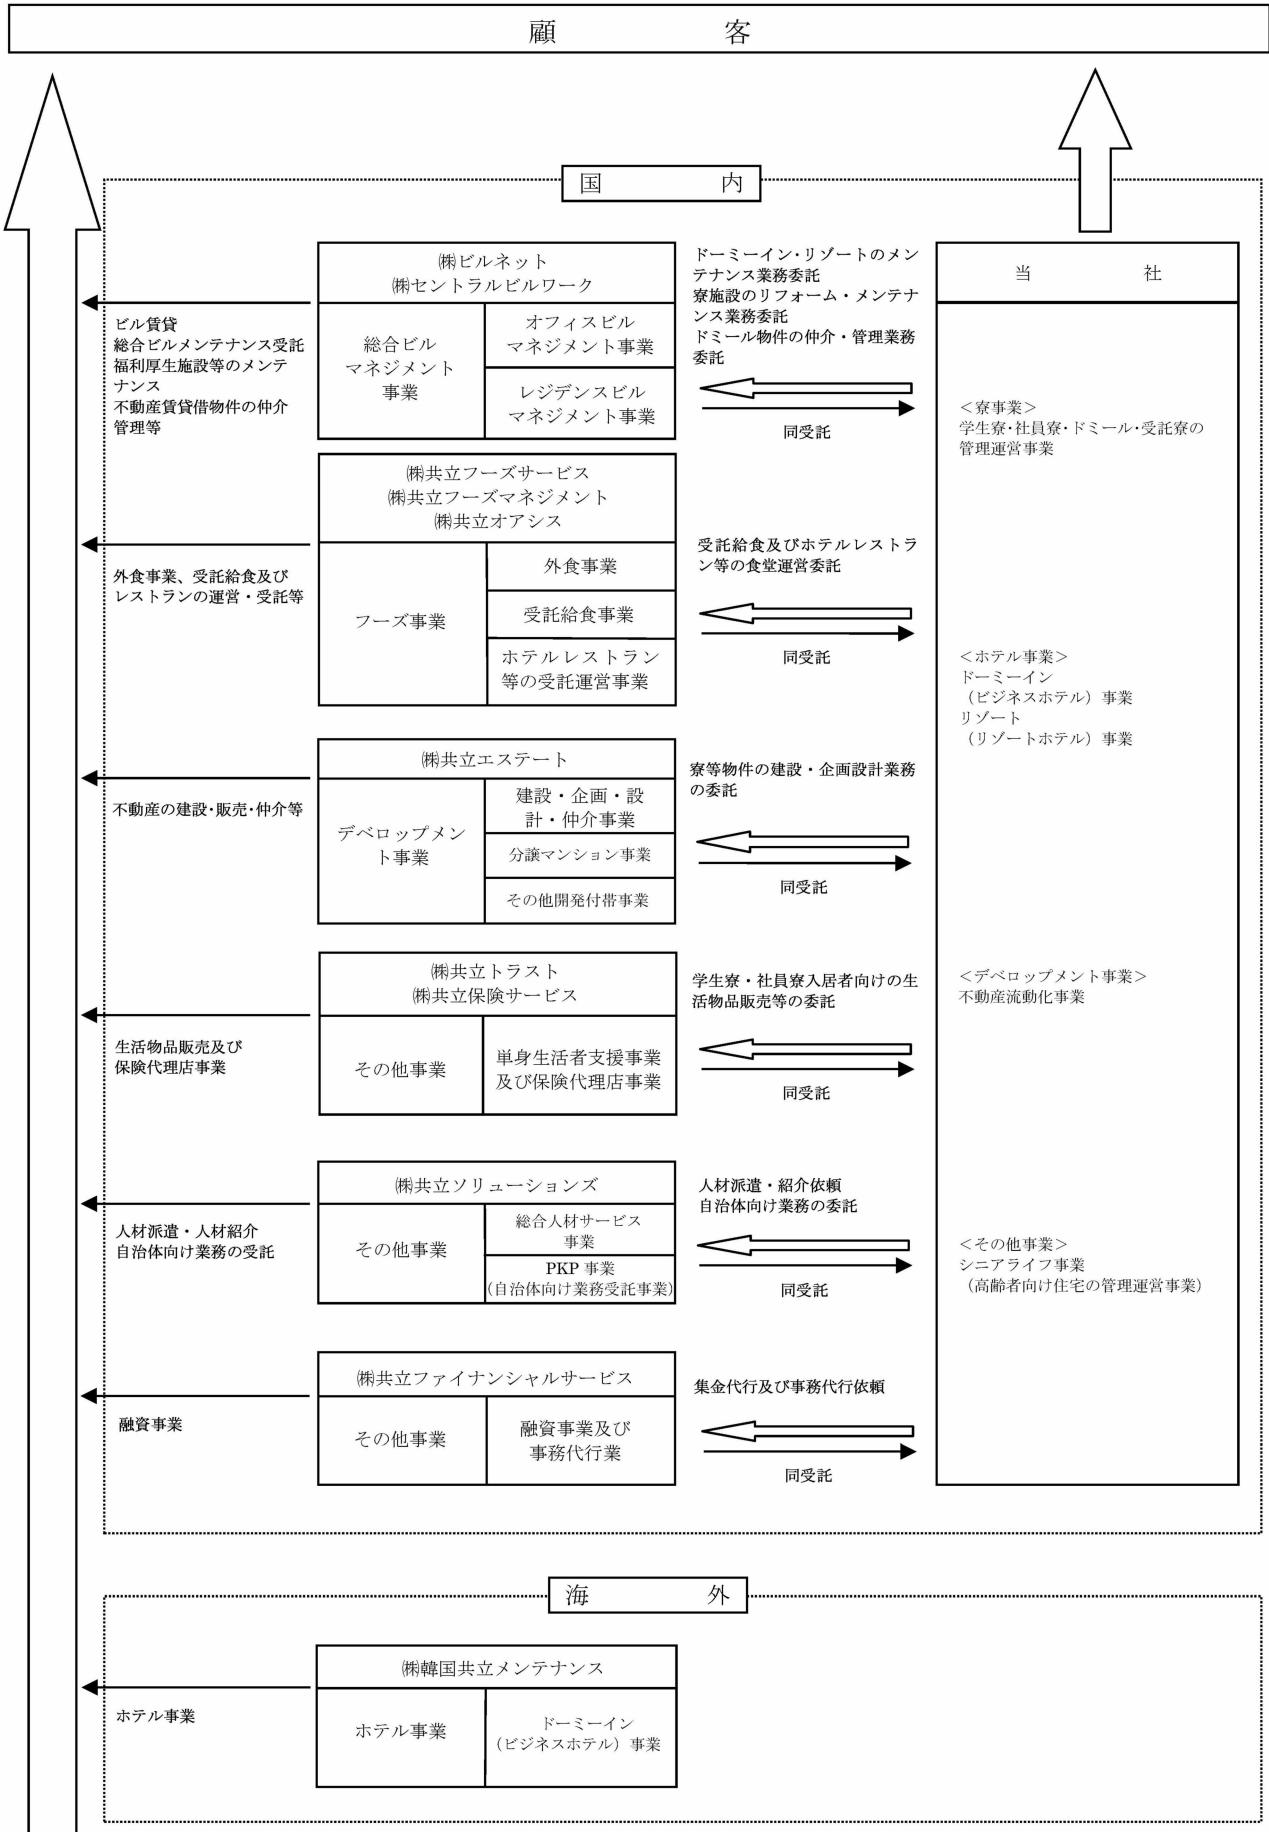 顧 客
国 内
㈱ビルネット
㈱セントラルビルワーク
総合ビル
マネジメント
事業
オフィスビル
マネジメント事業
レジデンスビル
マネジメント事業
ビル賃貸
総合ビルメンテナンス受託
福利厚生施設等のメンテ
ナンス
不動産賃貸借物件の仲介
管理等
ドーミーイン・リゾートのメン
テナンス業務委託
寮施設のリフォーム・メンテナ
ンス業務委託
ドミール物件の仲介・管理業務
委託
同受託
㈱共立フーズサービス
㈱共立フーズマネジメント
㈱共立オアシス
フーズ事業
外食事業
受託給食事業
ホテルレストラン
等の受託運営事業
外食事業、受託給食及び
レストランの運営・受託等
受託給食及びホテルレストラ
ン等の食堂運営委託
同受託
㈱共立エステート
デベロップメン
ト事業
建設・企画・設
計・仲介事業
分譲マンション事業
その他開発付帯事業
不動産の建設・販売・仲介等
寮等物件の建設・企画設計業務
の委託
同受託
㈱共立トラスト
㈱共立保険サービス
その他事業
単身生活者支援事業
及び保険代理店事業
生活物品販売及び
保険代理店事業
学生寮・社員寮入居者向けの生
活物品販売等の委託
同受託
㈱共立ソリューションズ
その他事業
総合人材サービス
事業
PKP 事業
(自治体向け業務受託事業)
人材派遣・人材紹介
自治体向け業務の受託
人材派遣・紹介依頼
自治体向け業務の委託
同受託
㈱共立ファイナンシャルサービス
その他事業
融資事業及び
事務代行業
融資事業
集金代行及び事務代行依頼
同受託
当 社
＜寮事業＞
学生寮・社員寮・ドミール・受託寮の
管理運営事業
＜ホテル事業＞
ドーミーイン
（ビジネスホテル）事業
リゾート
（リゾートホテル）事業
＜デベロップメント事業＞
不動産流動化事業
＜その他事業＞
シニアライフ事業
（高齢者向け住宅の管理運営事業）
海 外
㈱韓国共立メンテナンス
ホテル事業
ドーミーイン
（ビジネスホテル）事業
ホテル事業